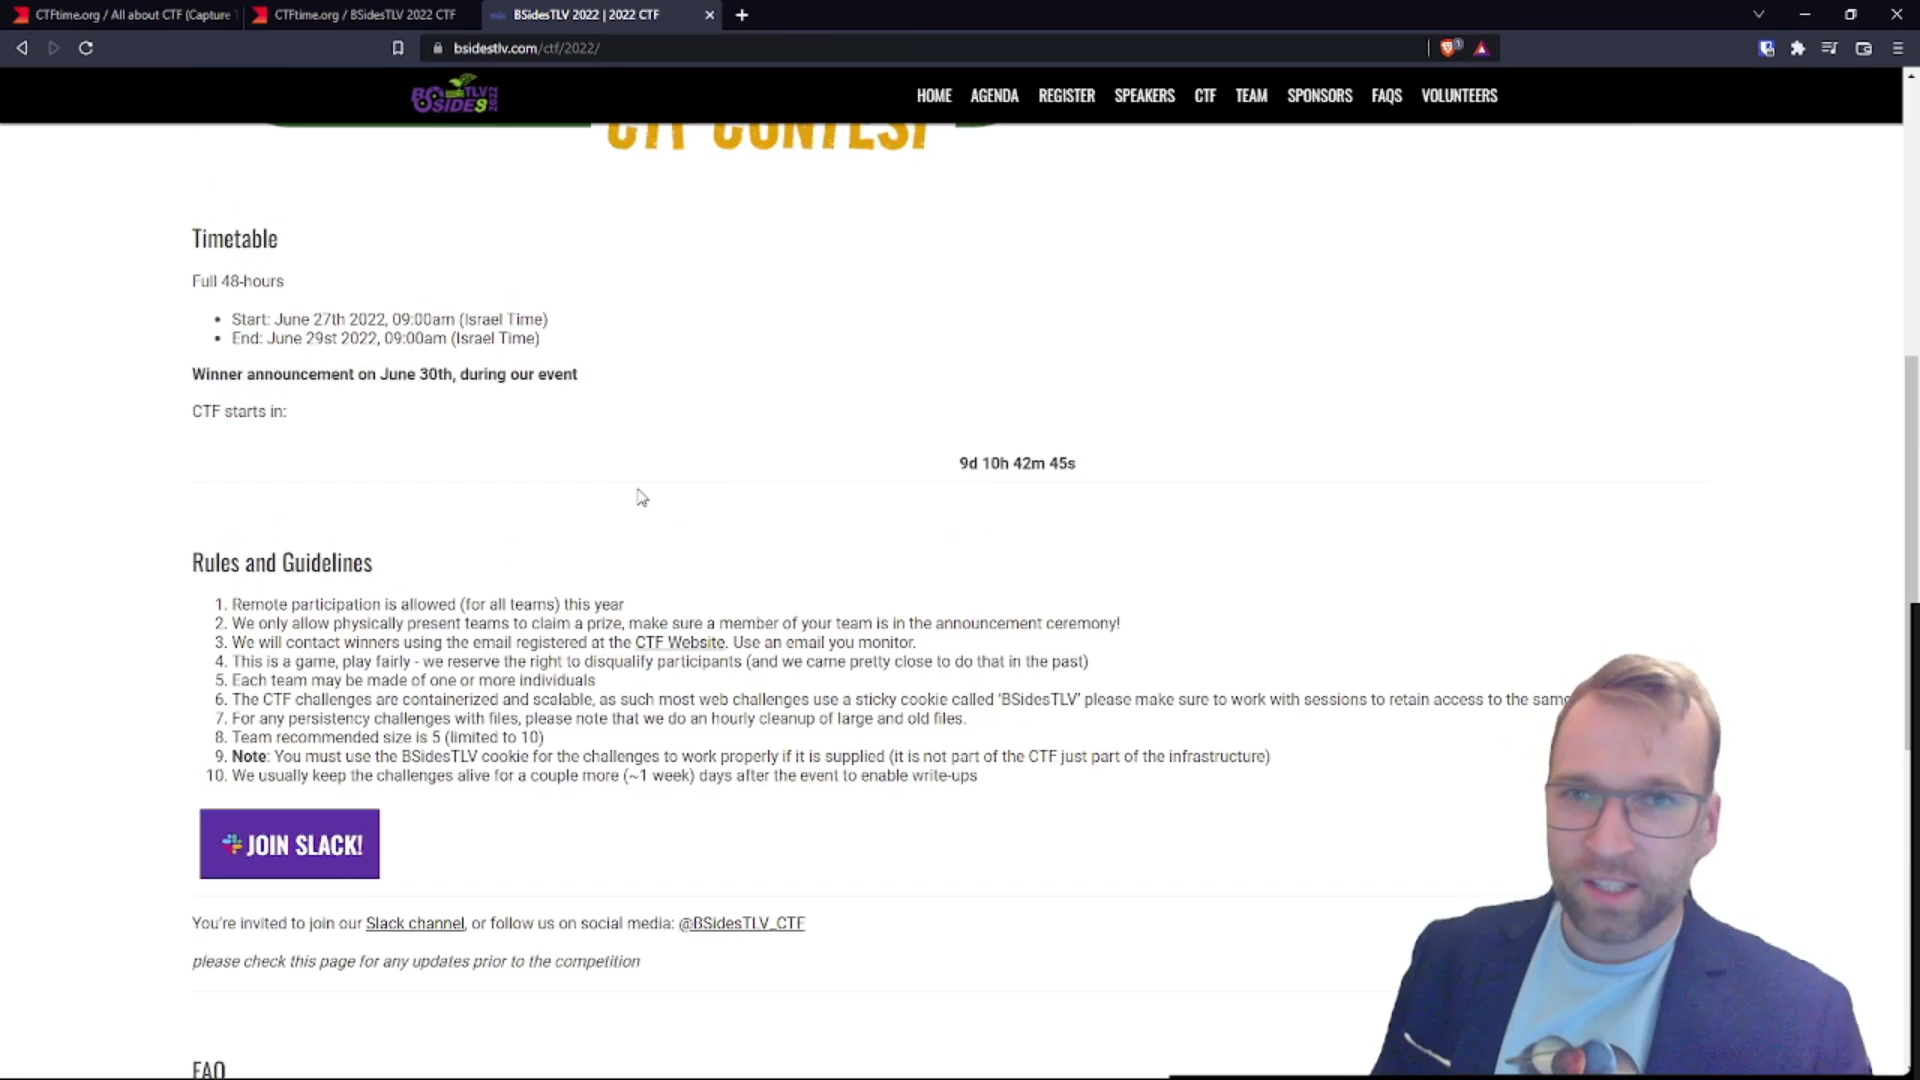 CTFtime.org / All about CTF (Capture
CTFtime.org / BSidesTLV 2022 CTF
BSidesTLV 2022 | 2022 CTF
bsidestlv.com/ctf/2022/
BSIDES TLV 2022
HOME AGENDA REGISTER SPEAKERS CTF TEAM SPONSORS FAQS VOLUNTEERS
CTF CONTEST
Timetable
Full 48-hours
• Start: June 27th 2022, 09:00am (Israel Time)
• End: June 29st 2022, 09:00am (Israel Time)
Winner announcement on June 30th, during our event
CTF starts in:
9d 10h 42m 45s
Rules and Guidelines
1. Remote participation is allowed (for all teams) this year
2. We only allow physically present teams to claim a prize, make sure a member of your team is in the announcement ceremony!
3. We will contact winners using the email registered at the CTF Website. Use an email you monitor.
4. This is a game, play fairly - we reserve the right to disqualify participants (and we came pretty close to do that in the past)
5. Each team may be made of one or more individuals
6. The CTF challenges are containerized and scalable, as such most web challenges use a sticky cookie called 'BSidesTLV' please make sure to work with sessions to retain access to the same
7. For any persistency challenges with files, please note that we do an hourly cleanup of large and old files.
8. Team recommended size is 5 (limited to 10)
9. Note: You must use the BSidesTLV cookie for the challenges to work properly if it is supplied (it is not part of the CTF just part of the infrastructure)
10. We usually keep the challenges alive for a couple more (~1 week) days after the event to enable write-ups
JOIN SLACK!
You're invited to join our Slack channel, or follow us on social media: @BSidesTLV_CTF
please check this page for any updates prior to the competition
FAQ